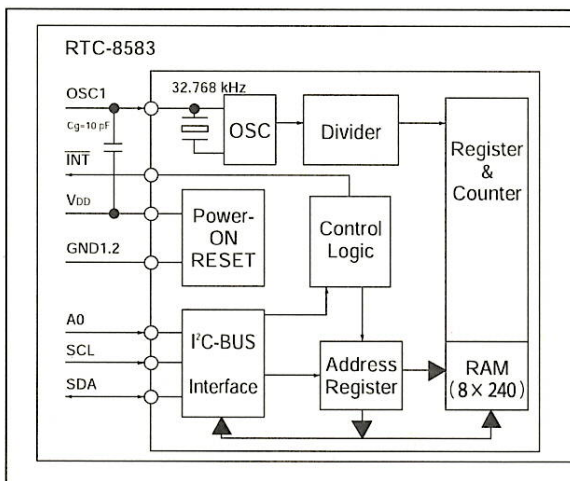 RTC-8583
OSC1
Cg=10 pF
INT
VDD
GND1.2
A0
SCL
SDA
32.768 kHz
OSC
Divider
Register
&
Counter
Power-
ON
RESET
Control
Logic
I²C-BUS
Interface
Address
Register
RAM
(8×240)